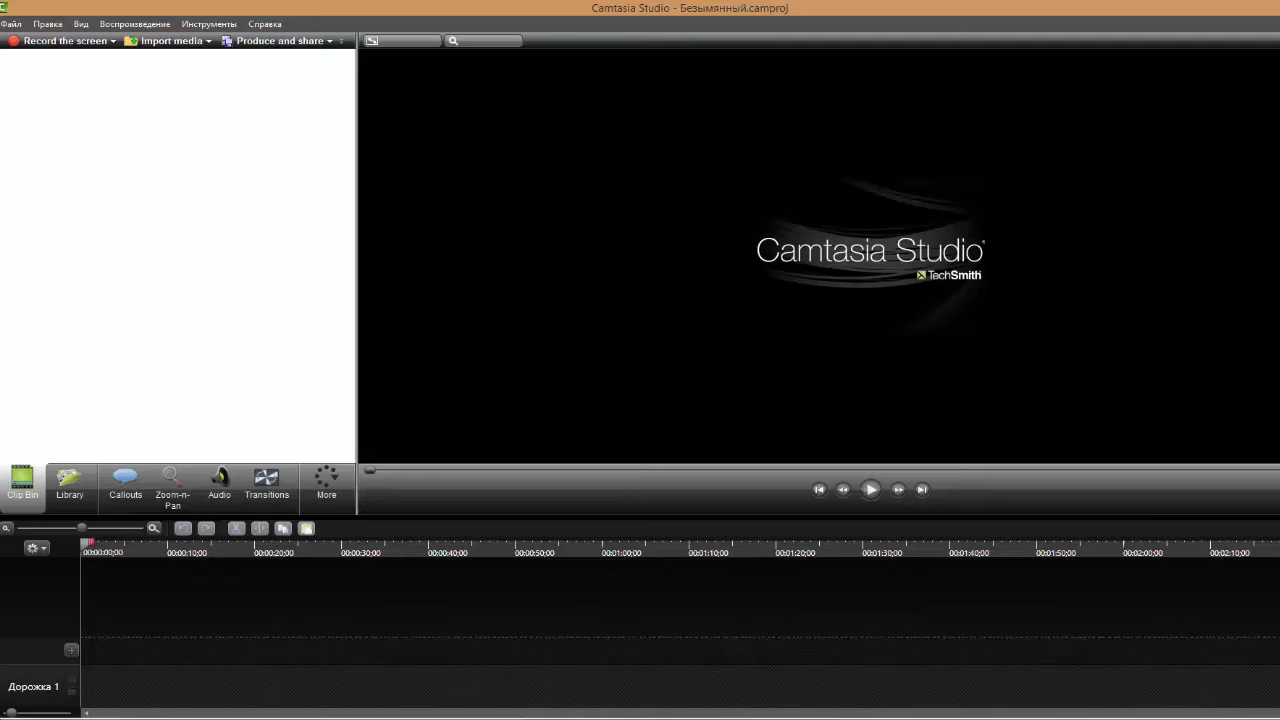 Camtasia Studio - Безымянный.camproj
Файл Правка Вид Воспроизведение Инструменты Справка
Record the screen Import media Produce and share
Camtasia Studio
TechSmith
Clip Bin Library Callouts Zoom-n-Pan Audio Transitions More
00:00:00;00 00:00:10;00 00:00:20;00 00:00:30;00 00:00:40;00 00:00:50;00 00:01:00;00 00:01:10;00 00:01:20;00 00:01:30;00 00:01:40;00 00:01:50;00 00:02:00;00 00:02:10;00
Дорожка 1